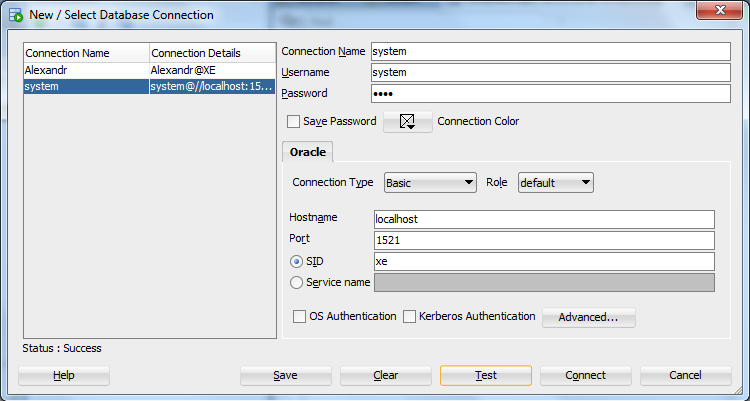 New / Select Database Connection
Connection Name Connection Details
Alexandr Alexandr@XE
system system@//localhost:15...
Connection Name system
Username system
Password ••••
Save Password Connection Color
Oracle
Connection Type Basic Role default
Hostname localhost
Port 1521
SID xe
Service name
OS Authentication Kerberos Authentication Advanced...
Status : Success
Help Save Clear Test Connect Cancel